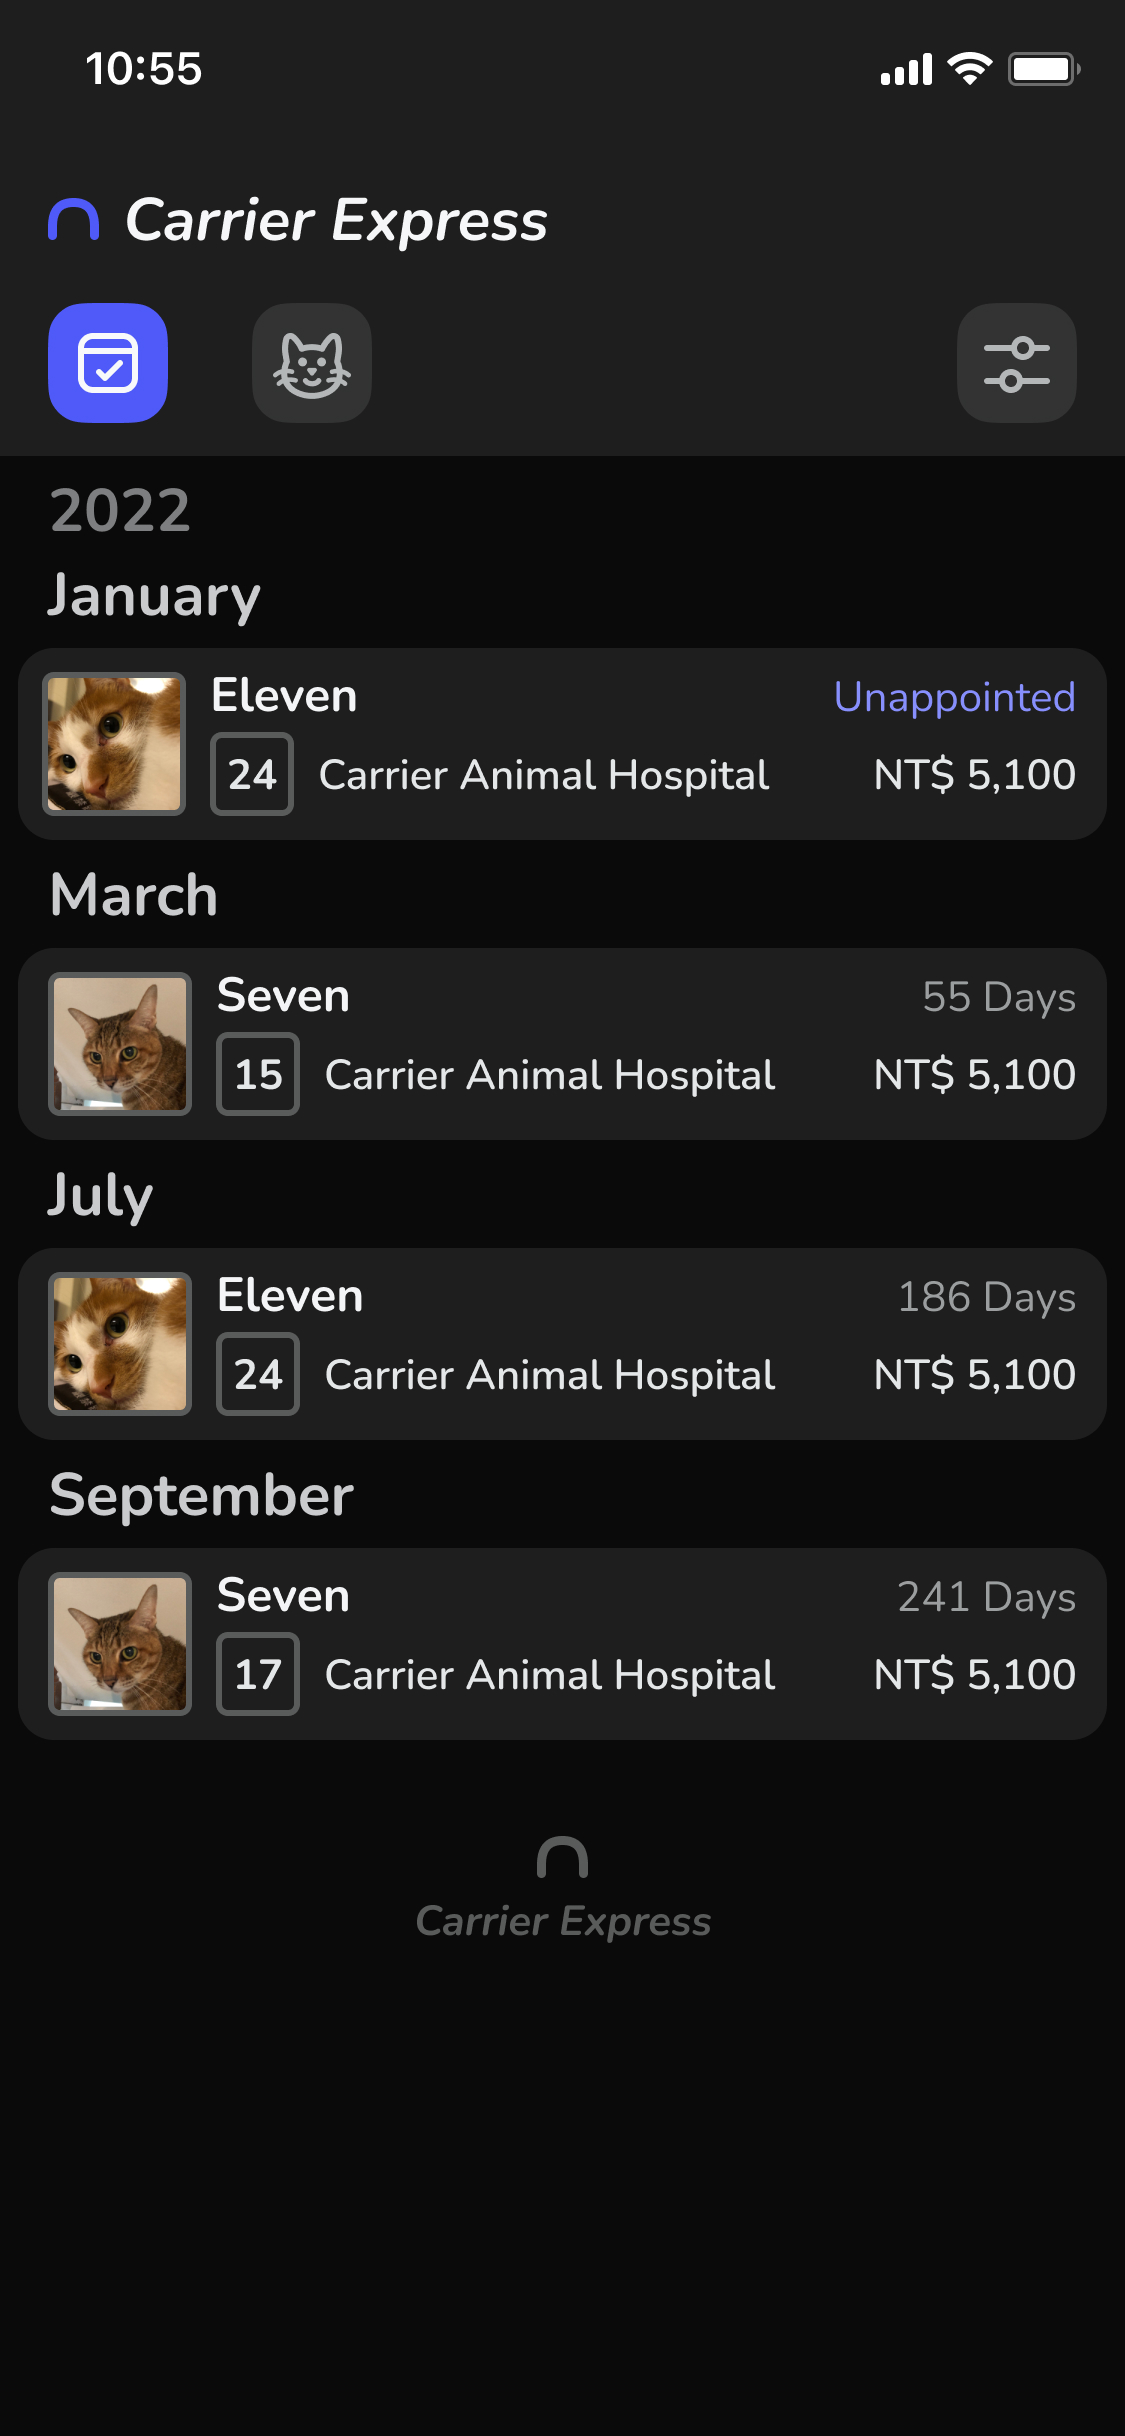 10:55
Carrier Express
2022
January
Eleven Unappointed
24 Carrier Animal Hospital NT$ 5,100
March
Seven 55 Days
15 Carrier Animal Hospital NT$ 5,100
July
Eleven 186 Days
24 Carrier Animal Hospital NT$ 5,100
September
Seven 241 Days
17 Carrier Animal Hospital NT$ 5,100
Carrier Express